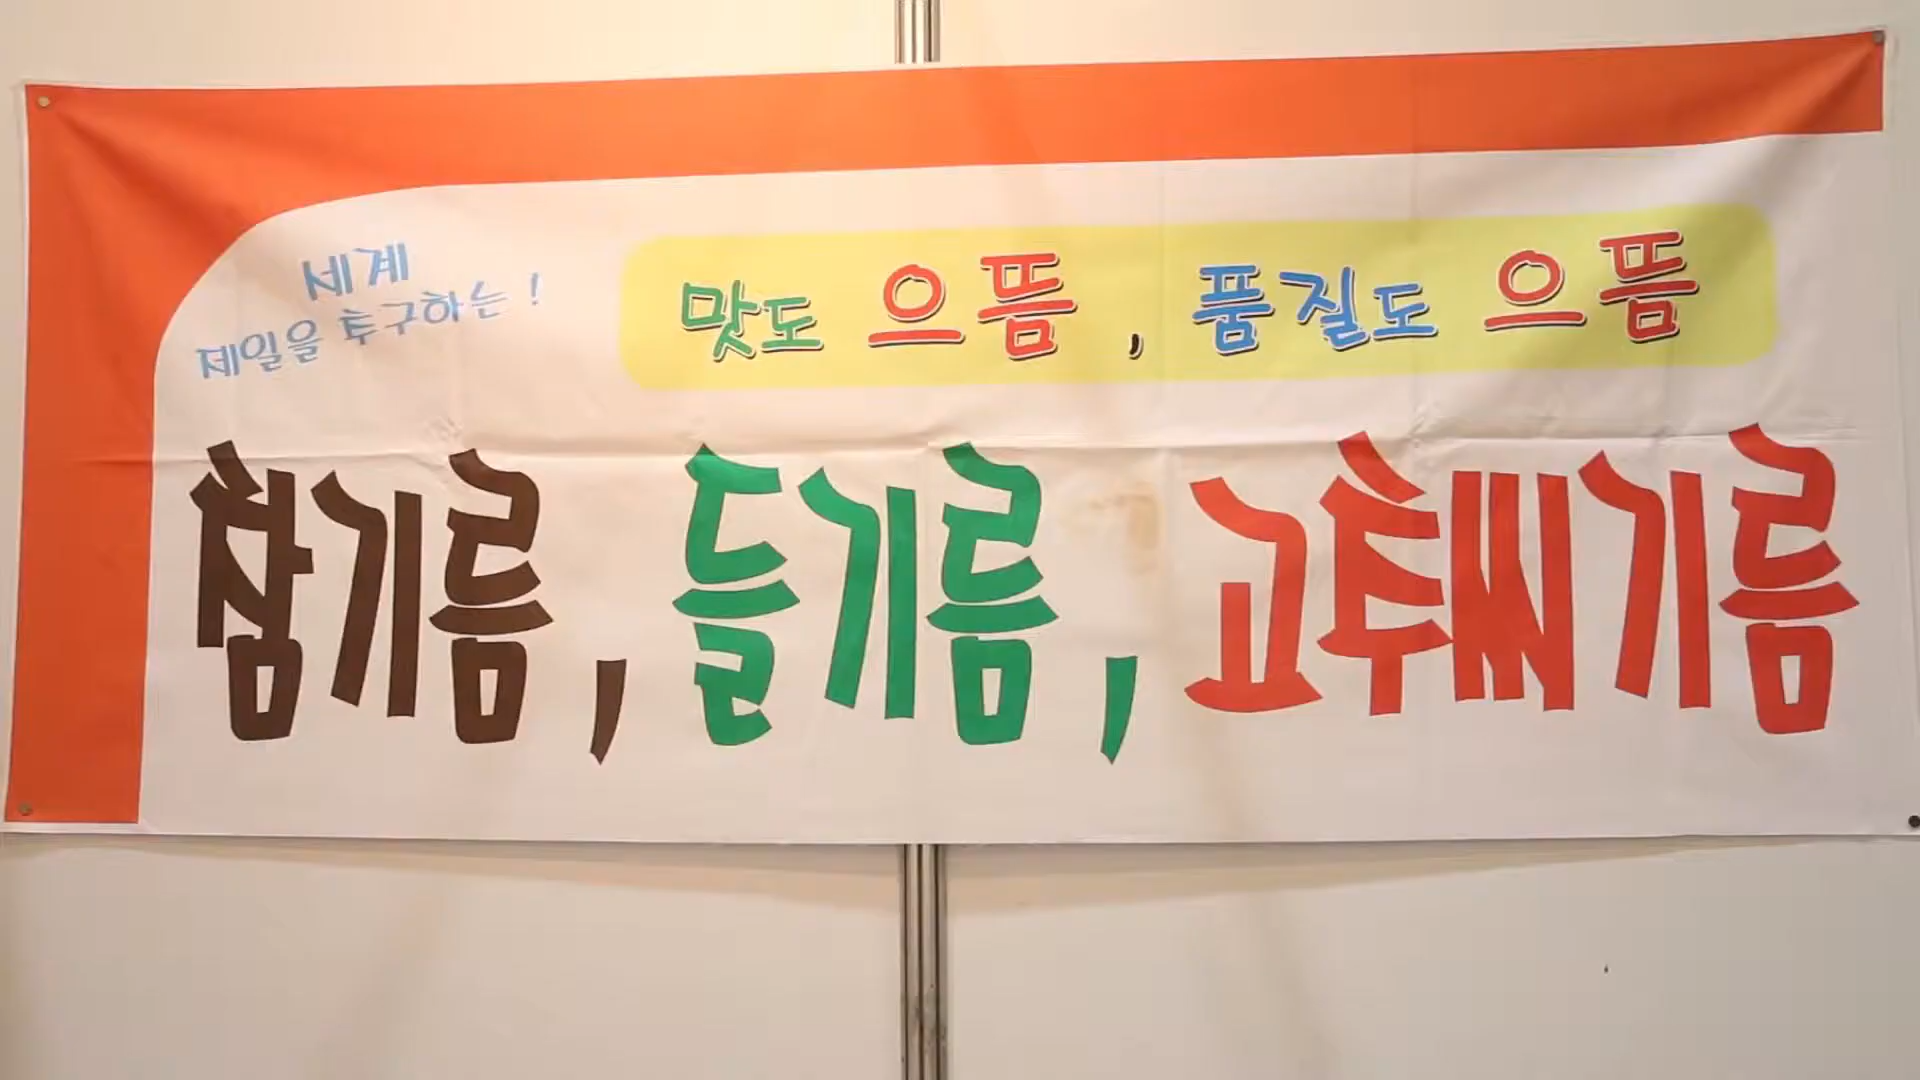 세계
제일을 추구하는!
맛도 으뜸, 품질도 으뜸
참기름, 들기름, 고추씨기름